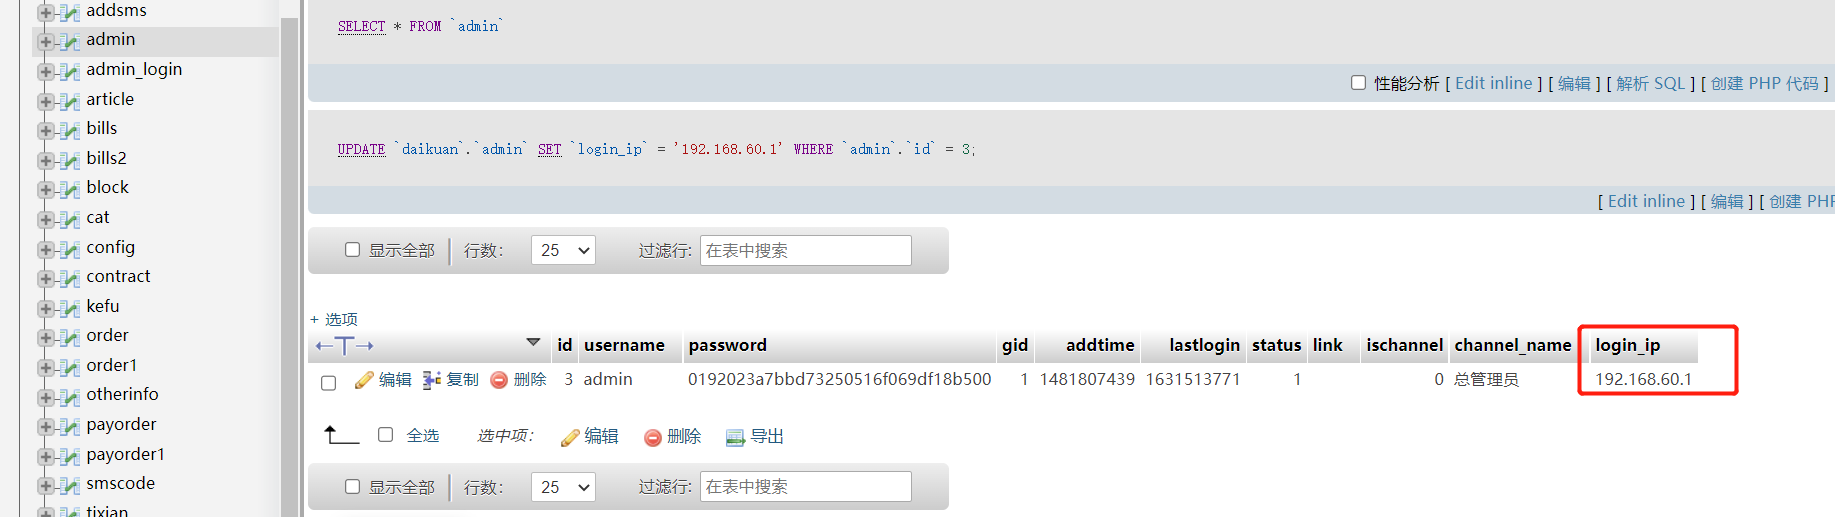 addsms
admin
admin_login
article
bills
bills2
block
cat
config
contract
kefu
order
order1
otherinfo
payorder
payorder1
smscode
tixian
SELECT * FROM `admin`
性能分析 [ Edit inline ] [ 编辑 ] [ 解析 SQL ] [ 创建 PHP 代码 ]
UPDATE `daikuan`.`admin` SET `login_ip` = '192.168.60.1' WHERE `admin`.`id` = 3;
[ Edit inline ] [ 编辑 ] [ 创建 PHP
显示全部 行数: 25 过滤行: 在表中搜索
+ 选项
←T→ id username password gid addtime lastlogin status link ischannel channel_name login_ip
编辑 复制 删除 3 admin 0192023a7bbd73250516f069df18b500 1 1481807439 1631513771 1 0 总管理员 192.168.60.1
全选 选中项: 编辑 删除 导出
显示全部 行数: 25 过滤行: 在表中搜索